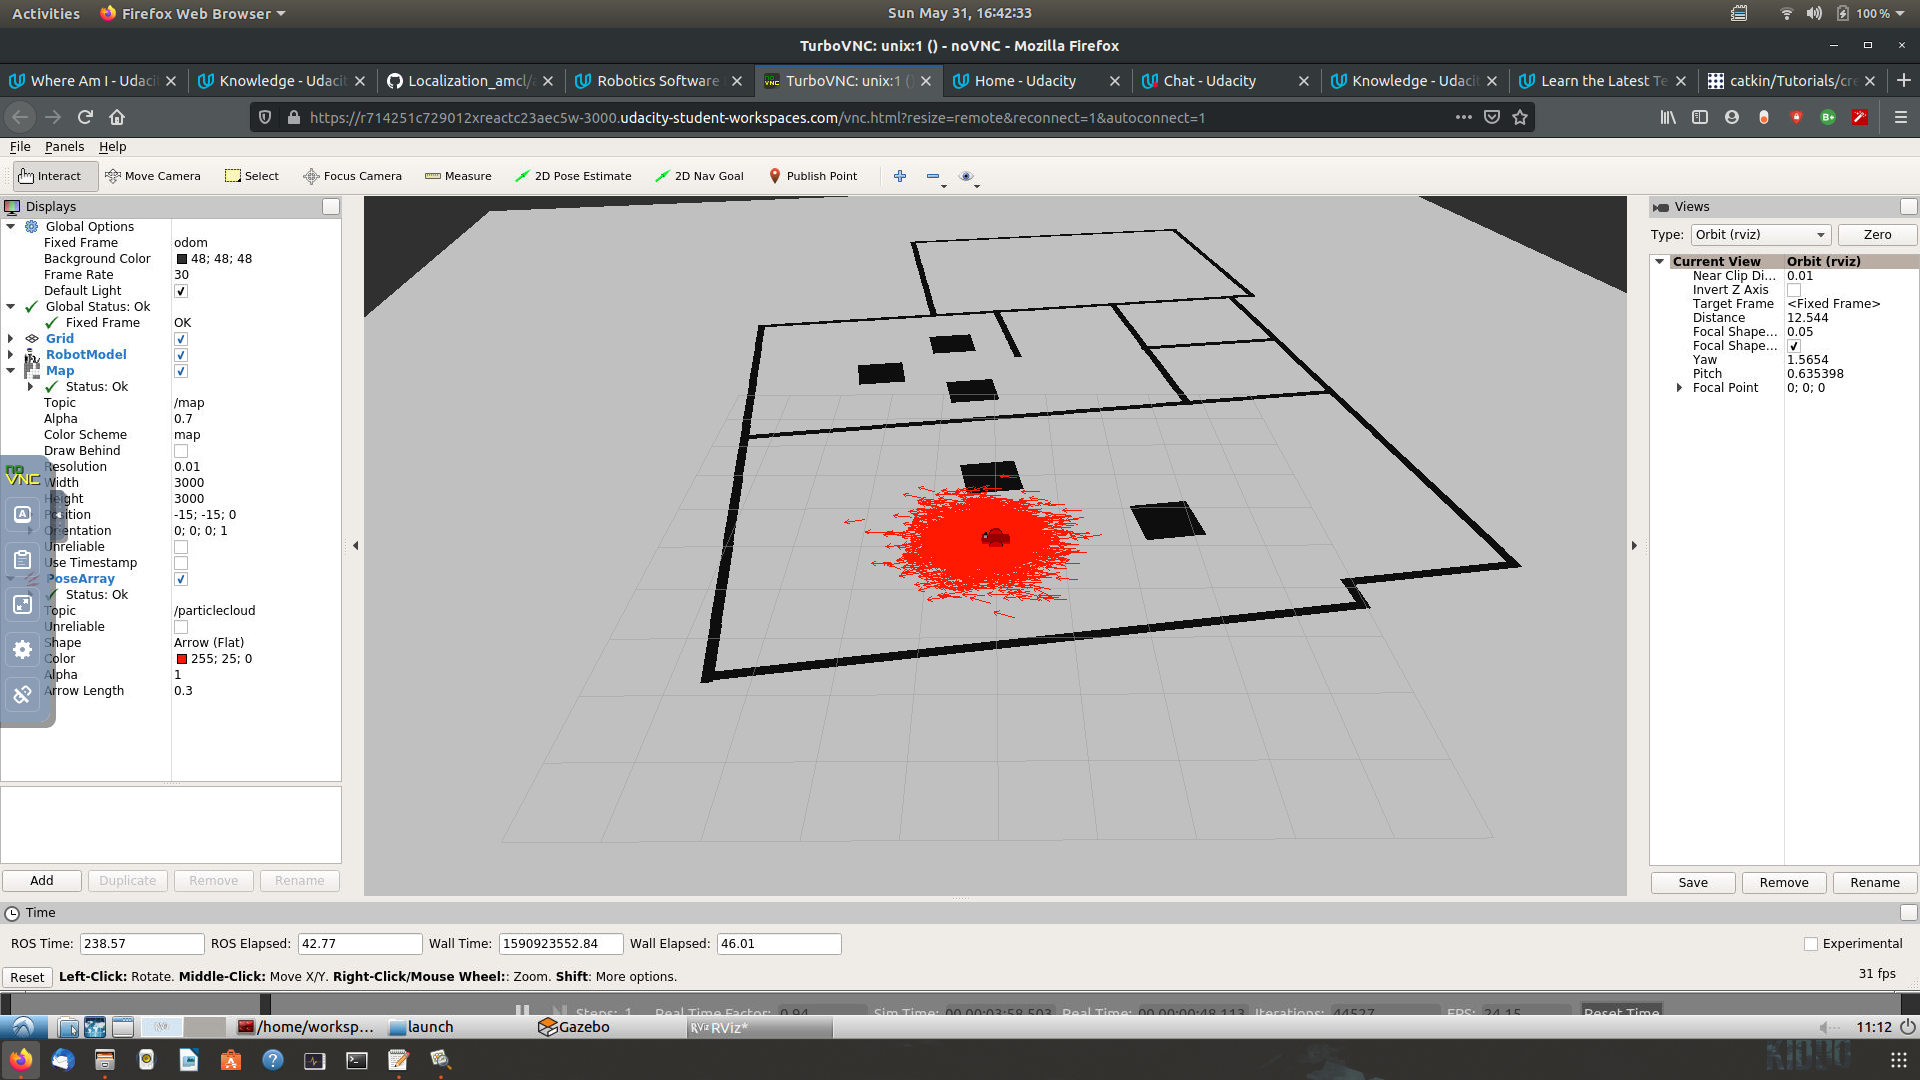 Activities Firefox Web Browser Sun May 31, 16:42:33 100 %
TurboVNC: unix:1 () - noVNC - Mozilla Firefox
Where Am I - Udaci Knowledge - Udaci Localization_amcl/ Robotics Software TurboVNC: unix:1 () Home - Udacity Chat - Udacity Knowledge - Udaci Learn the Latest Te catkin/Tutorials/cre
https://r714251c729012xreactc23aec5w-3000.udacity-student-workspaces.com/vnc.html?resize=remote&reconnect=1&autoconnect=1
File Panels Help
Interact Move Camera Select Focus Camera Measure 2D Pose Estimate 2D Nav Goal Publish Point
Displays
Global Options
Fixed Frame odom
Background Color 48; 48; 48
Frame Rate 30
Default Light
Global Status: Ok
Fixed Frame OK
Grid
RobotModel
Map
Status: Ok
Topic /map
Alpha 0.7
Color Scheme map
Draw Behind
Resolution 0.01
Width 3000
Height 3000
Position -15; -15; 0
Orientation 0; 0; 0; 1
Unreliable
Use Timestamp
PoseArray
Status: Ok
Topic /particlecloud
Unreliable
Shape Arrow (Flat)
Color 255; 25; 0
Alpha 1
Arrow Length 0.3
no
VNC
Add Duplicate Remove Rename
Views
Type: Orbit (rviz) Zero
Current View Orbit (rviz)
Near Clip Di... 0.01
Invert Z Axis
Target Frame <Fixed Frame>
Distance 12.544
Focal Shape... 0.05
Focal Shape...
Yaw 1.5654
Pitch 0.635398
Focal Point 0; 0; 0
Save Remove Rename
Time
ROS Time: 238.57 ROS Elapsed: 42.77 Wall Time: 1590923552.84 Wall Elapsed: 46.01 Experimental
Reset Left-Click: Rotate. Middle-Click: Move X/Y. Right-Click/Mouse Wheel:: Zoom. Shift: More options. 31 fps
Steps: 1 Real Time Factor: 0.94 Sim Time: 00 00:03:58.503 Real Time: 00 00:00:48.113 Iterations: 44527 FPS: 24.15 Reset Time
/home/worksp... launch Gazebo RViz* 11:12